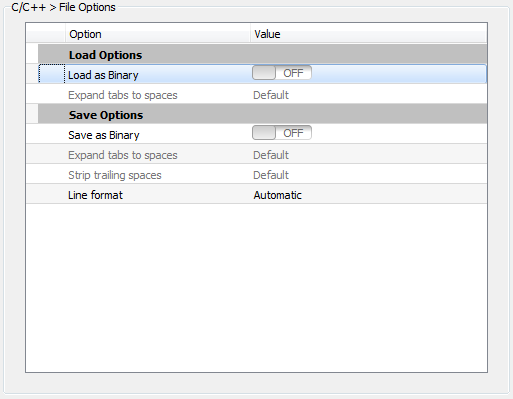 C/C++ > File Options
Option Value
Load Options
Load as Binary OFF
Expand tabs to spaces Default
Save Options
Save as Binary OFF
Expand tabs to spaces Default
Strip trailing spaces Default
Line format Automatic